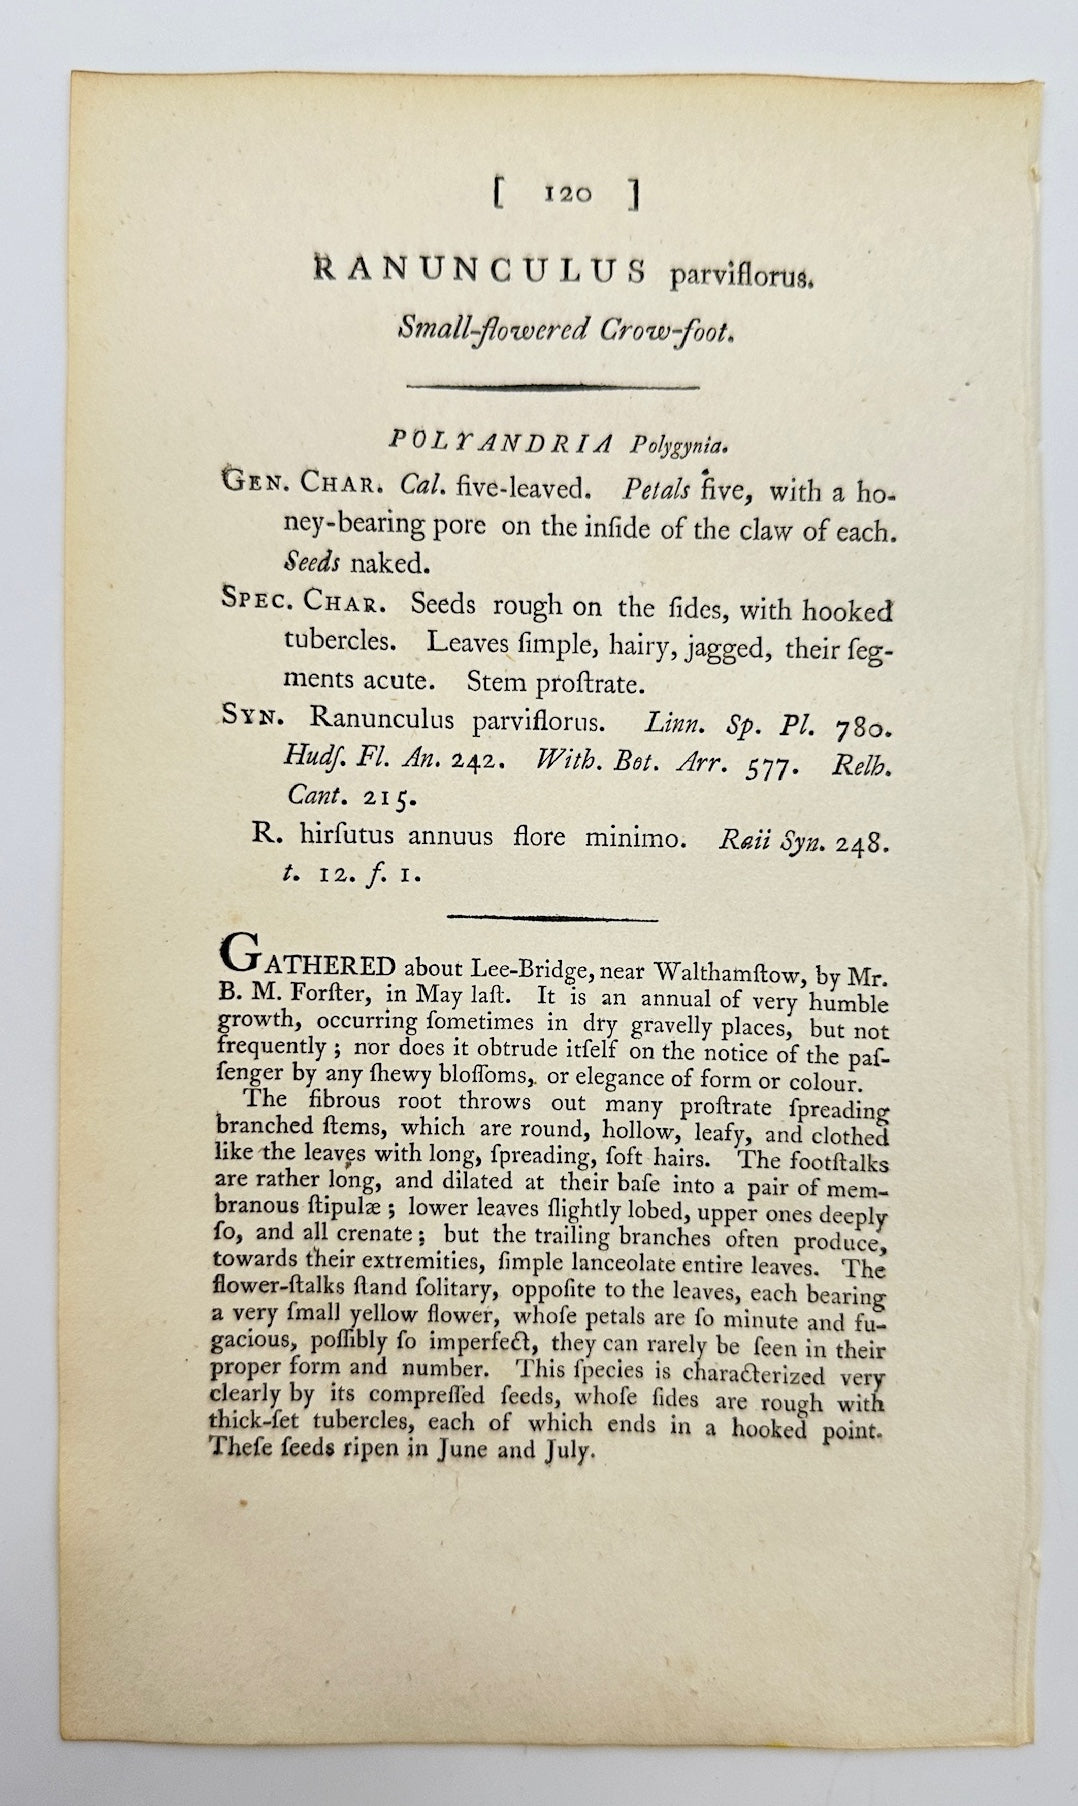 [ 120 ]
RANUNCULUS parviflorus.
Small-flowered Crow-foot.
POLYANDRIA Polygynia.
GEN. CHAR. Cal. five-leaved. Petals five, with a ho-
ney-bearing pore on the inſide of the claw of each.
Seeds naked.
SPEC. CHAR. Seeds rough on the ſides, with hooked
tubercles. Leaves ſimple, hairy, jagged, their ſeg-
ments acute. Stem proſtrate.
SYN. Ranunculus parviflorus. Linn. Sp. Pl. 780.
Hudſ. Fl. An. 242. With. Bot. Arr. 577. Relh.
Cant. 215.
R. hirſutus annuus flore minimo. Raii Syn. 248.
t. 12. f. 1.
GATHERED about Lee-Bridge, near Walthamſtow, by Mr.
B. M. Forſter, in May laſt. It is an annual of very humble
growth, occurring ſometimes in dry gravelly places, but not
frequently; nor does it obtrude itſelf on the notice of the paſ-
ſenger by any ſhewy bloſſoms, or elegance of form or colour.
The fibrous root throws out many proſtrate ſpreading
branched ſtems, which are round, hollow, leafy, and clothed
like the leaves with long, ſpreading, ſoft hairs. The footſtalks
are rather long, and dilated at their baſe into a pair of mem-
branous ſtipulæ; lower leaves ſlightly lobed, upper ones deeply
ſo, and all crenate; but the trailing branches often produce,
towards their extremities, ſimple lanceolate entire leaves. The
flower-ſtalks ſtand ſolitary, oppoſite to the leaves, each bearing
a very ſmall yellow flower, whoſe petals are ſo minute and fu-
gacious, poſſibly ſo imperfect, they can rarely be ſeen in their
proper form and number. This ſpecies is characterized very
clearly by its compreſſed ſeeds, whoſe ſides are rough with
thick-ſet tubercles, each of which ends in a hooked point.
Theſe ſeeds ripen in June and July.